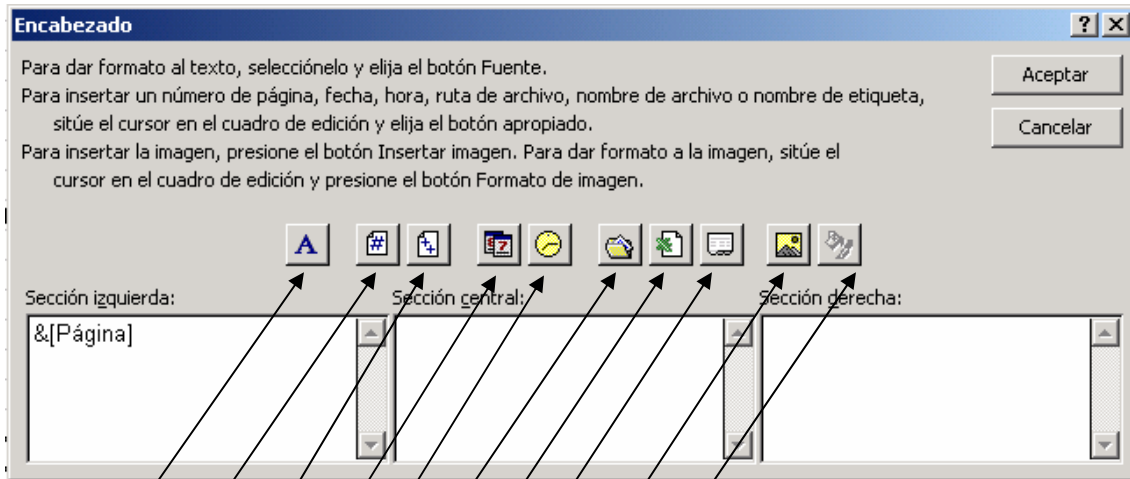 Encabezado
Para dar formato al texto, selecciónelo y elija el botón Fuente.
Para insertar un número de página, fecha, hora, ruta de archivo, nombre de archivo o nombre de etiqueta,
sitúe el cursor en el cuadro de edición y elija el botón apropiado.
Para insertar la imagen, presione el botón Insertar imagen. Para dar formato a la imagen, sitúe el
cursor en el cuadro de edición y presione el botón Formato de imagen.
Aceptar
Cancelar
A
Sección izquierda:
Sección central:
Sección derecha:
&[Página]